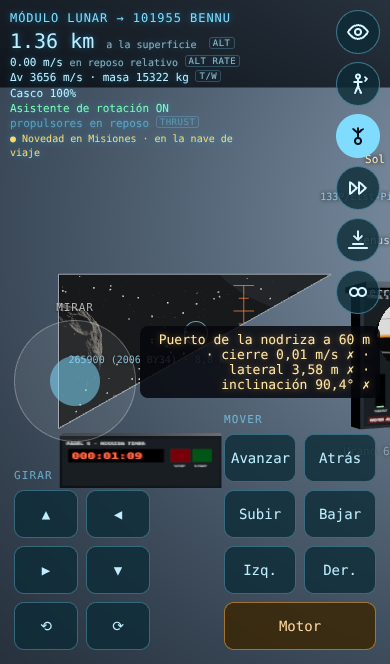 MÓDULO LUNAR → 101955 BENNU
1.36 km a la superficie ALT
0.00 m/s en reposo relativo ALT RATE
Δv 3656 m/s · masa 15322 kg T/W
Casco 100%
Asistente de rotación ON
propulsores en reposo THRUST
● Novedad en Misiones · en la nave de
viaje
Sol
MIRAR
Puerto de la nodriza a 60 m
· cierre 0,01 m/s ✗ ·
lateral 3,58 m ✗ ·
inclinación 90,4° ✗
265900 (2006
MOVER
000:01:09
GIRAR
Avanzar Atrás
▲ ◀ Subir Bajar
▶ ▼ Izq. Der.
⟲ ⟳ Motor